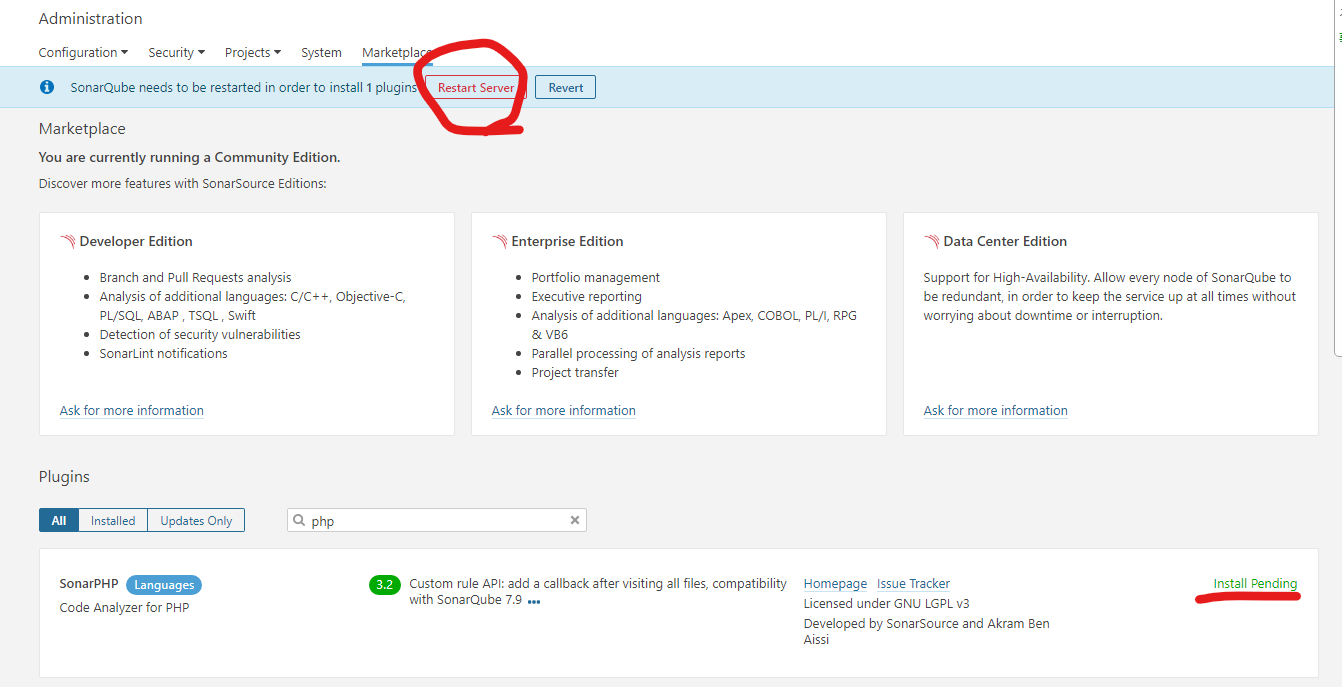 Administration
Configuration Security Projects System Marketplace
SonarQube needs to be restarted in order to install 1 plugins Restart Server Revert
Marketplace
You are currently running a Community Edition.
Discover more features with SonarSource Editions:
Developer Edition
Branch and Pull Requests analysis
Analysis of additional languages: C/C++, Objective-C,
PL/SQL, ABAP , TSQL , Swift
Detection of security vulnerabilities
SonarLint notifications
Ask for more information
Enterprise Edition
Portfolio management
Executive reporting
Analysis of additional languages: Apex, COBOL, PL/I, RPG
& VB6
Parallel processing of analysis reports
Project transfer
Ask for more information
Data Center Edition
Support for High-Availability. Allow every node of SonarQube to
be redundant, in order to keep the service up at all times without
worrying about downtime or interruption.
Ask for more information
Plugins
All Installed Updates Only php
SonarPHP Languages
Code Analyzer for PHP
3.2 Custom rule API: add a callback after visiting all files, compatibility
with SonarQube 7.9 •••
Homepage Issue Tracker
Licensed under GNU LGPL v3
Developed by SonarSource and Akram Ben
Aissi
Install Pending